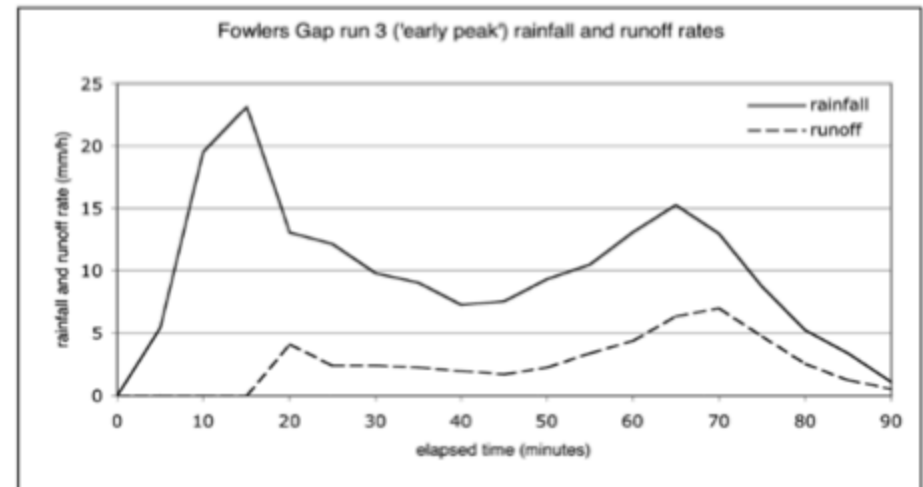 Fowlers Gap run 3 ('early peak') rainfall and runoff rates
25
rainfall
runoff
20
15
10
5
0
rainfall and runoff rate (mm/h)
0 10 20 30 40 50 60 70 80 90
elapsed time (minutes)